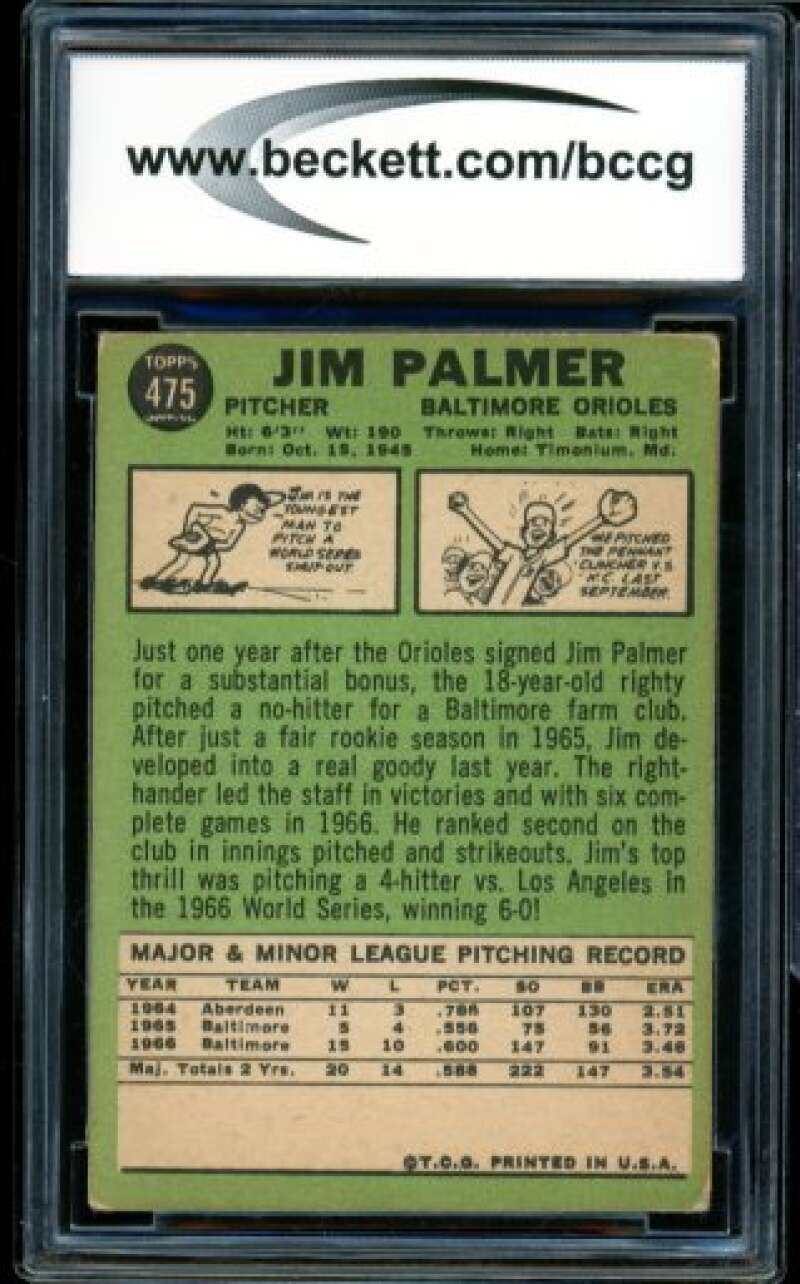 www.beckett.com/bccg
TOPPS
475
JIM PALMER
PITCHER BALTIMORE ORIOLES
Ht: 6'3" Wt: 190 Throws: Right Bats: Right
Born: Oct. 15, 1945 Home: Timonium, Md.
JIM IS THE
YOUNGEST
MAN TO
PITCH A
WORLD SERIES
SHUT-OUT
HE PITCHED
THE PENNANT
CLINCHER V.S
K.C. LAST
SEPTEMBER.
Just one year after the Orioles signed Jim Palmer
for a substantial bonus, the 18-year-old righty
pitched a no-hitter for a Baltimore farm club.
After just a fair rookie season in 1965, Jim de-
veloped into a real goody last year. The right-
hander led the staff in victories and with six com-
plete games in 1966. He ranked second on the
club in innings pitched and strikeouts. Jim's top
thrill was pitching a 4-hitter vs. Los Angeles in
the 1966 World Series, winning 6-0!
MAJOR & MINOR LEAGUE PITCHING RECORD
YEAR TEAM W L PCT. SO BB ERA
1964 Aberdeen 11 3 .786 107 130 2.51
1965 Baltimore 5 4 .556 75 56 3.72
1966 Baltimore 15 10 .600 147 91 3.46
Maj. Totals 2 Yrs. 20 14 .588 222 147 3.54
©T.C.G. PRINTED IN U.S.A.